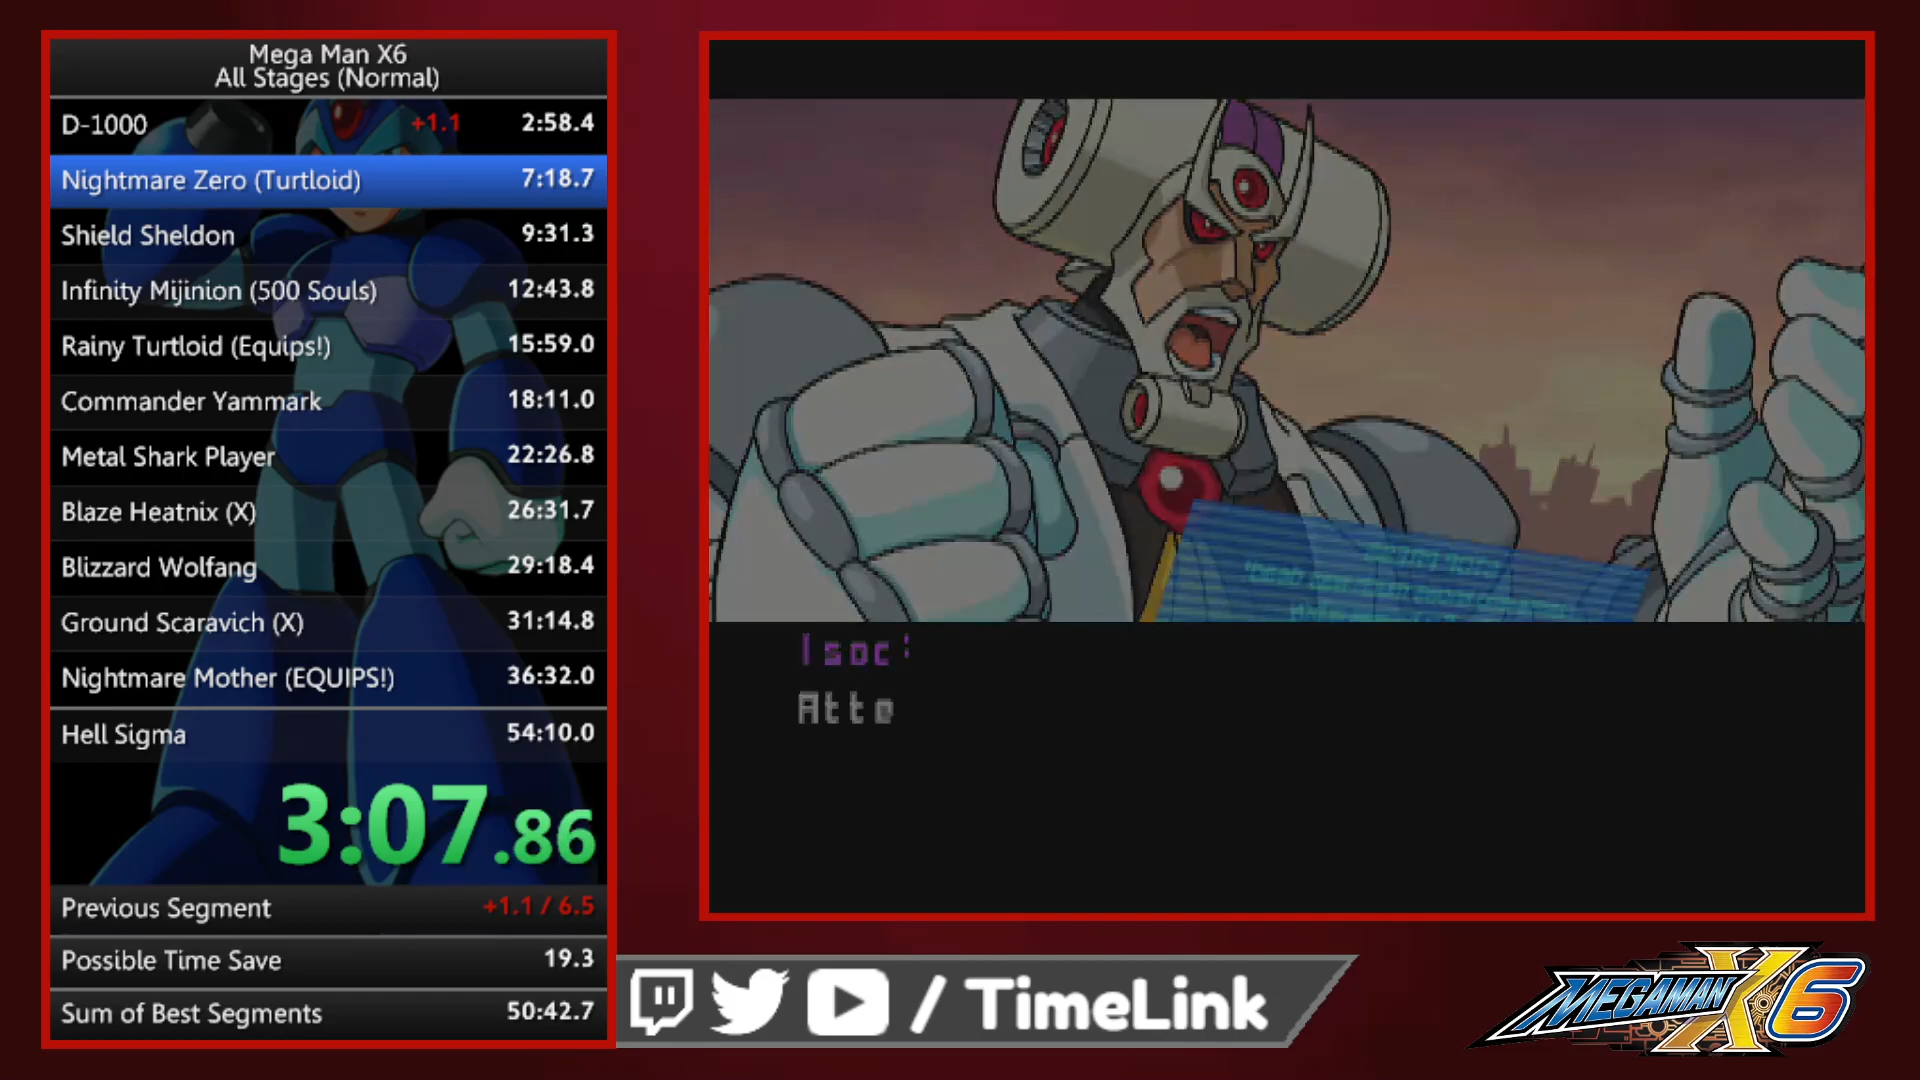 Mega Man X6
All Stages (Normal)
D-1000 +1.1 2:58.4
Nightmare Zero (Turtloid) 7:18.7
Shield Sheldon 9:31.3
Infinity Mijinion (500 Souls) 12:43.8
Rainy Turtloid (Equips!) 15:59.0
Commander Yammark 18:11.0
Metal Shark Player 22:26.8
Blaze Heatnix (X) 26:31.7
Blizzard Wolfang 29:18.4
Ground Scaravich (X) 31:14.8
Nightmare Mother (EQUIPS!) 36:32.0
Hell Sigma 54:10.0
3:07.86
Previous Segment +1.1 / 6.5
Possible Time Save 19.3
Sum of Best Segments 50:42.7
Isoc:
Atte
/ TimeLink
MEGAMAN X6